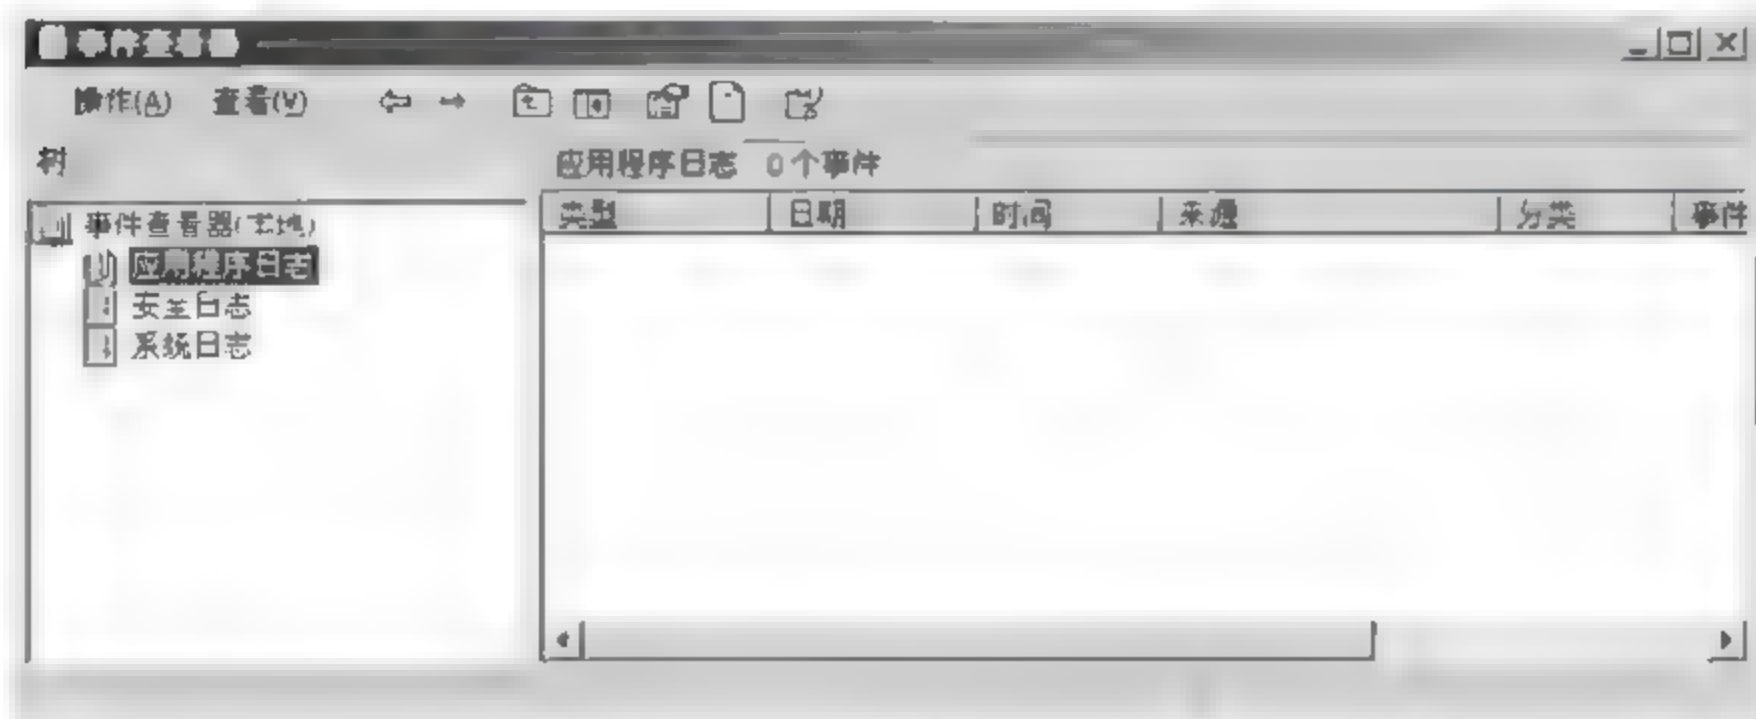 事件查看器
操作(A) 查看(V)
树
应用程序日志 0个事件
事件查看器(本地)
应用程序日志
安全日志
系统日志
类型 日期 时间 来源 分类 事件